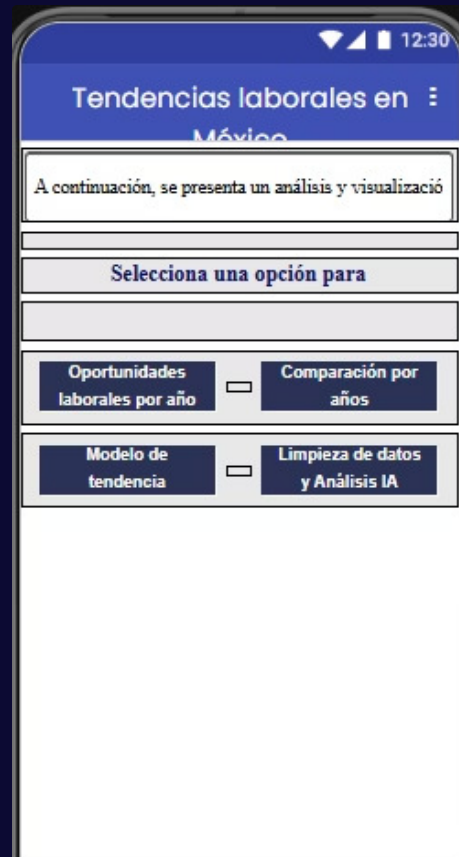 12:30
Tendencias laborales en
México
A continuación, se presenta un análisis y visualizació
Selecciona una opción para
Oportunidades
laborales por año
Comparación por
años
Modelo de
tendencia
Limpieza de datos
y Análisis IA